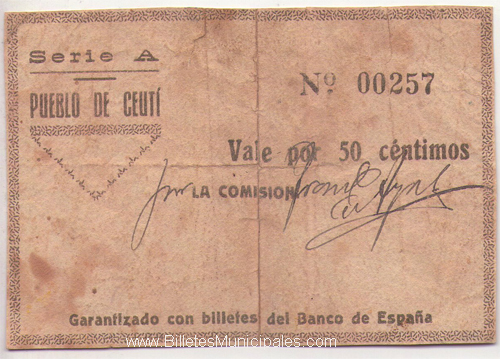 Serie A
Nº 00257
PUEBLO DE CEUTÍ
Vale por 50 céntimos
LA COMISION
Garantizado con billetes del Banco de España
www.BilletesMunicipales.com